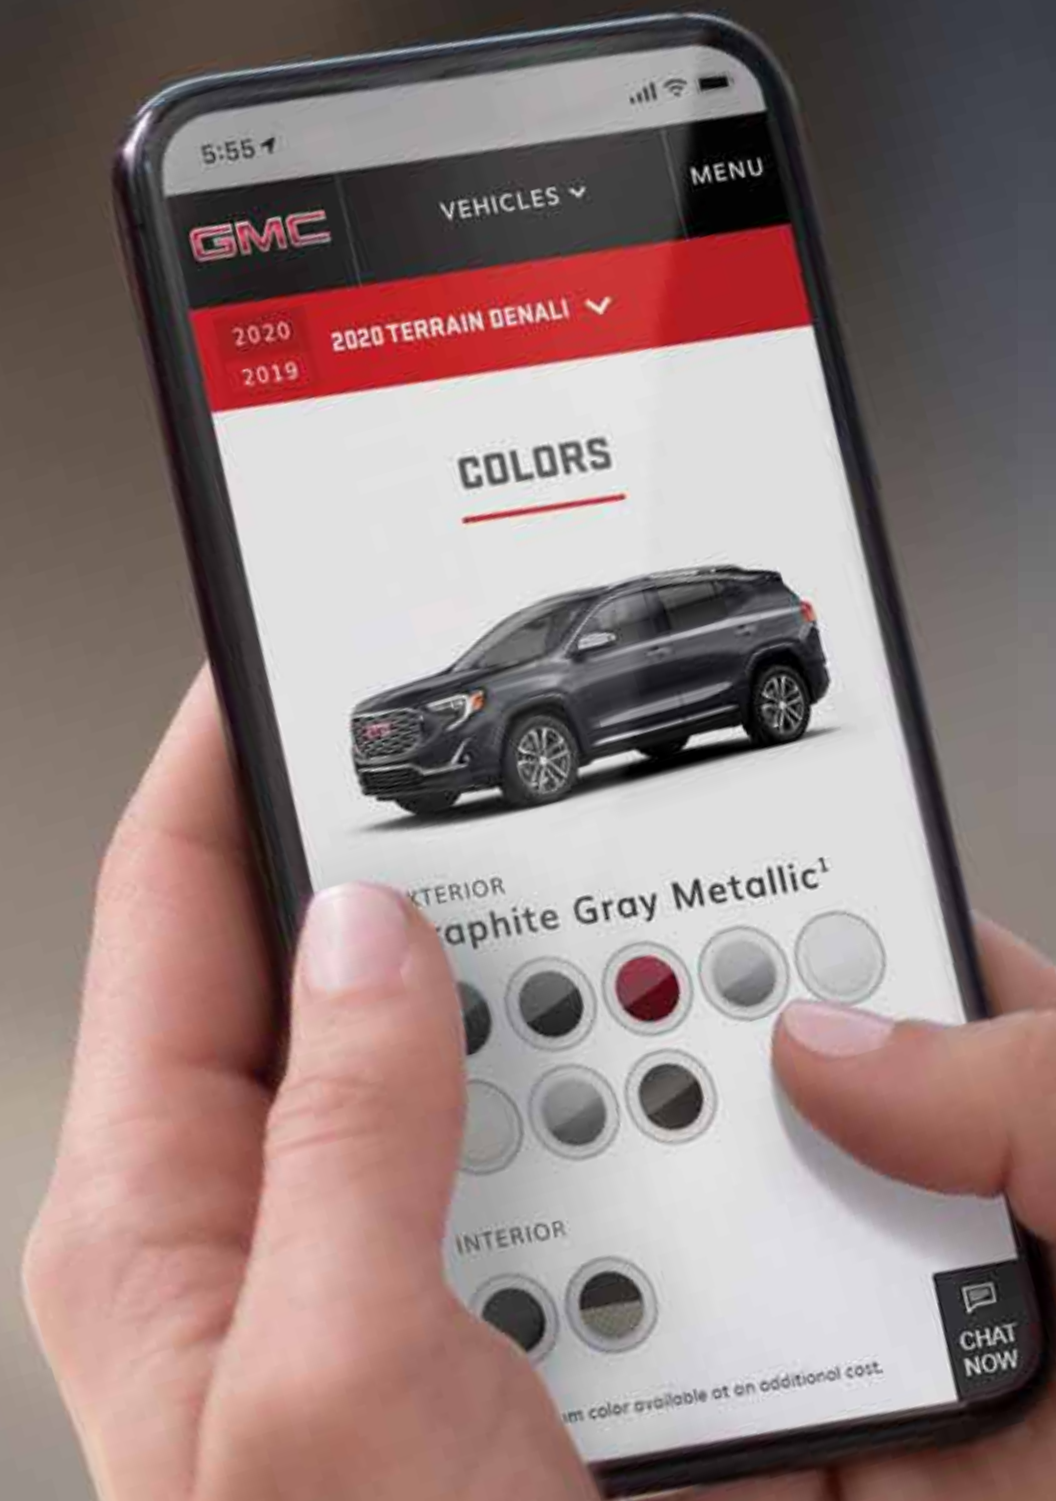 5:55
GMC
VEHICLES
MENU
2020
2019
2020 TERRAIN DENALI
COLORS
XTERIOR
raphite Gray Metallic¹
INTERIOR
CHAT
NOW
um color available at an additional cost.